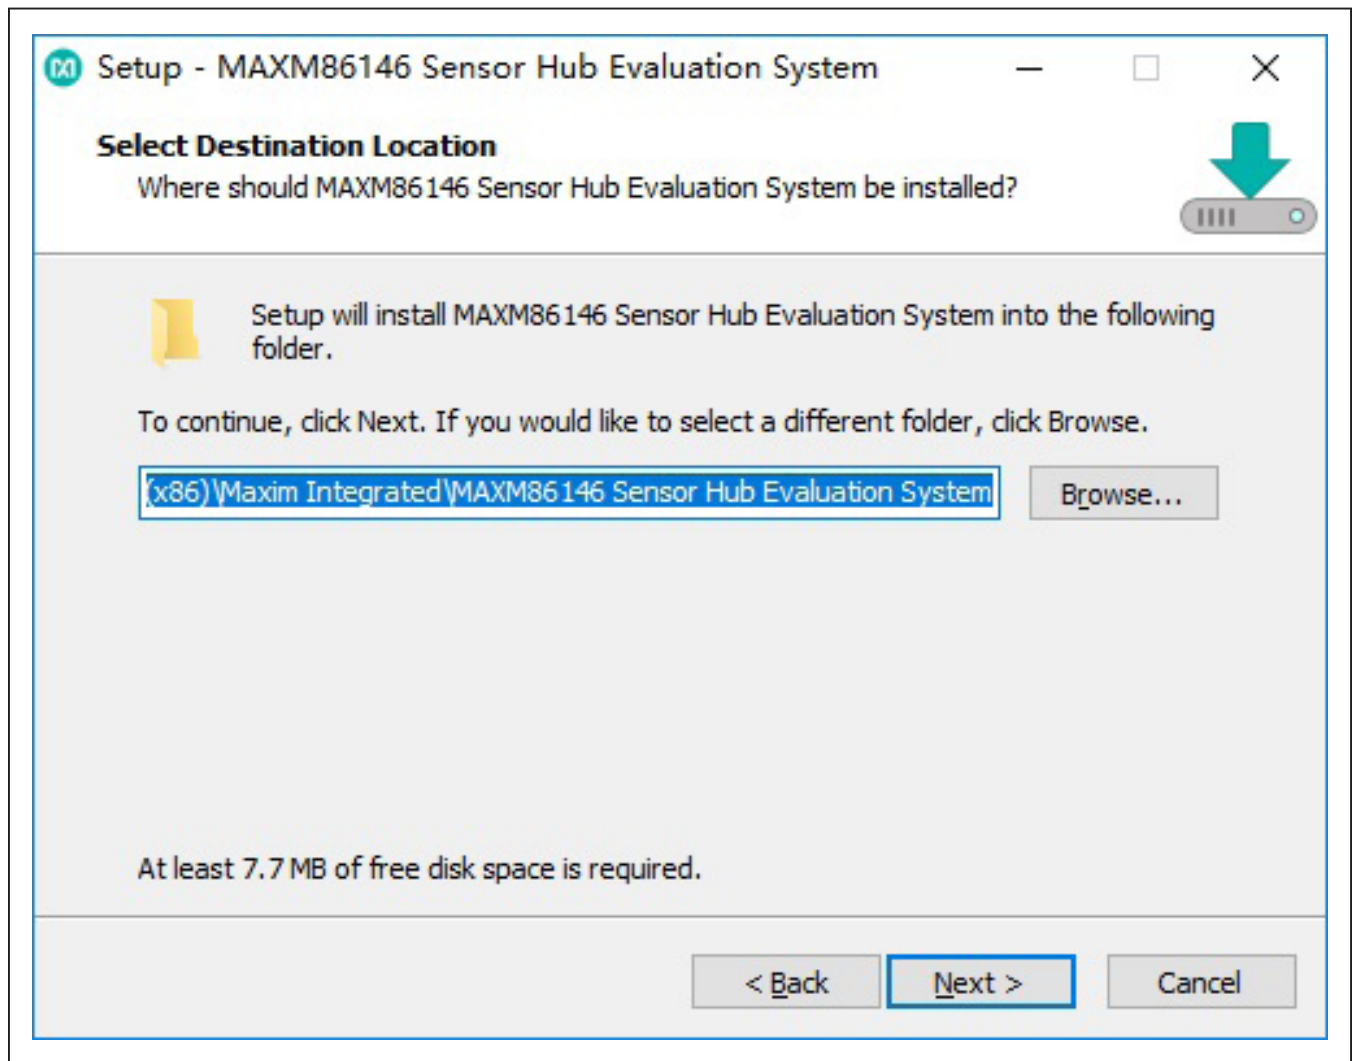 Setup - MAXM86146 Sensor Hub Evaluation System
Select Destination Location
Where should MAXM86146 Sensor Hub Evaluation System be installed?
Setup will install MAXM86146 Sensor Hub Evaluation System into the following
folder.
To continue, click Next. If you would like to select a different folder, click Browse.
(x86)\Maxim Integrated\MAXM86146 Sensor Hub Evaluation System
Browse...
At least 7.7 MB of free disk space is required.
< Back
Next >
Cancel